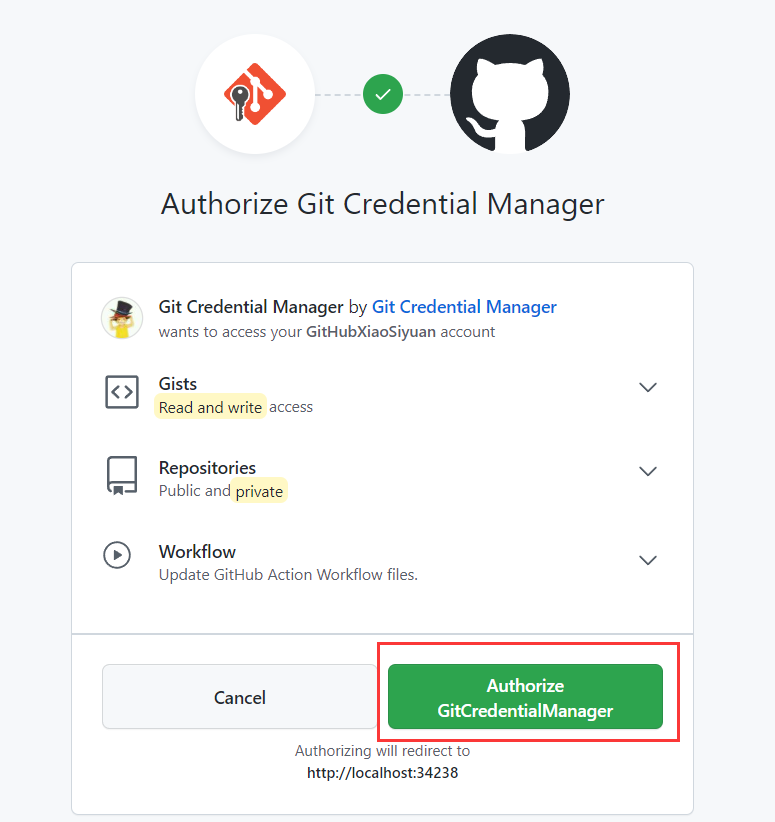 Authorize Git Credential Manager
Git Credential Manager by Git Credential Manager
wants to access your GitHubXiaoSiyuan account
Gists
Read and write access
Repositories
Public and private
Workflow
Update GitHub Action Workflow files.
Cancel
Authorize
GitCredentialManager
Authorizing will redirect to
http://localhost:34238